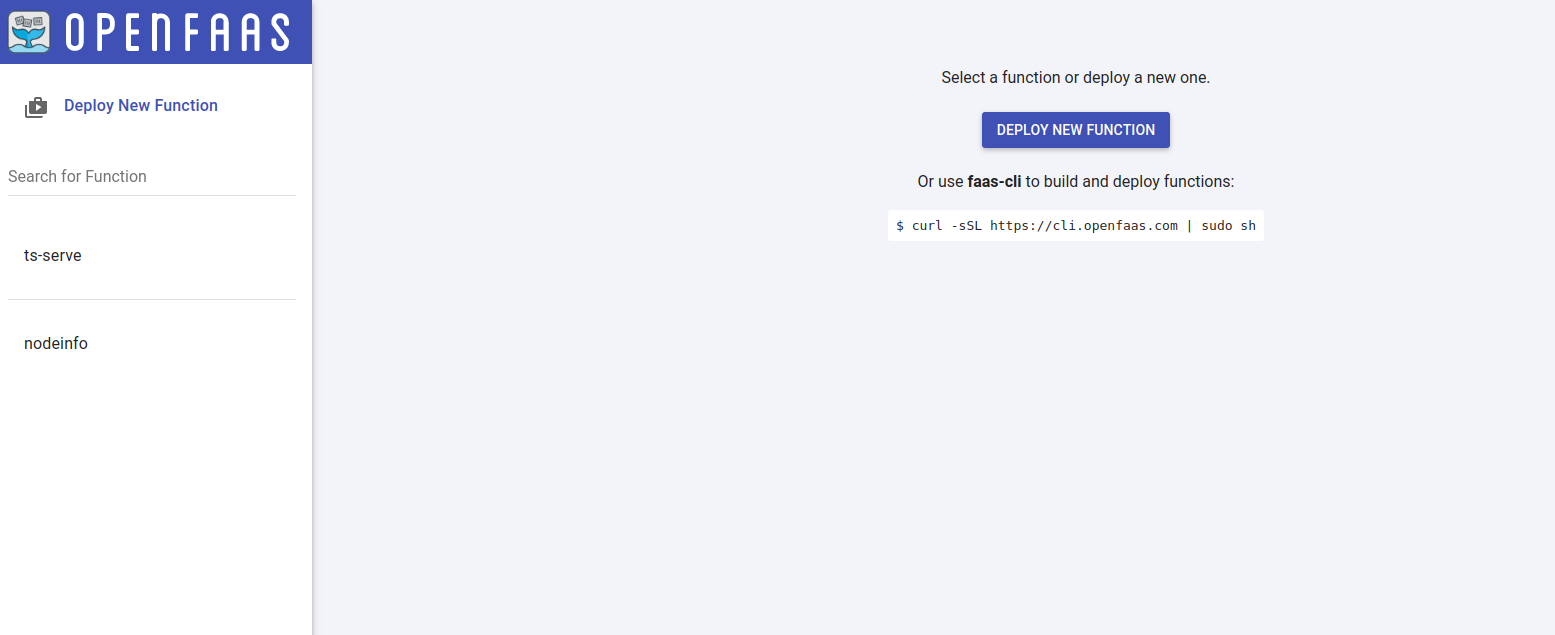 OPENFAAS
Deploy New Function
Search for Function
ts-serve
nodeinfo
Select a function or deploy a new one.
DEPLOY NEW FUNCTION
Or use faas-cli to build and deploy functions:
$ curl -sSL https://cli.openfaas.com | sudo sh